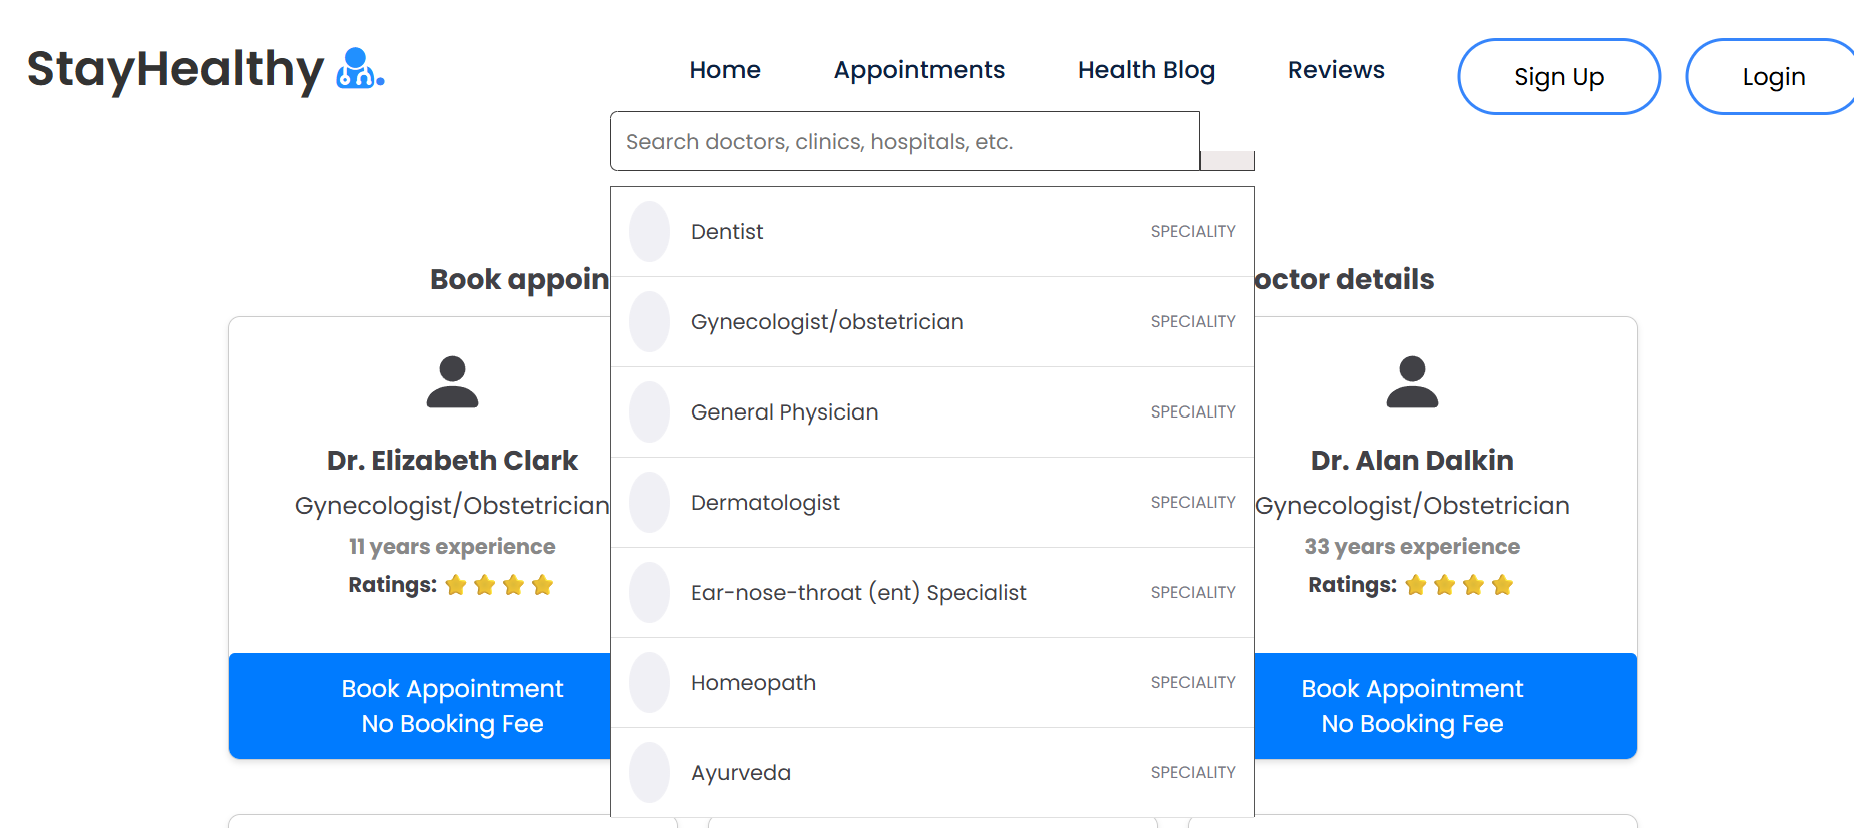 StayHealthy
Home Appointments Health Blog Reviews Sign Up Login
Search doctors, clinics, hospitals, etc.
Dentist SPECIALITY
Gynecologist/obstetrician SPECIALITY
General Physician SPECIALITY
Dermatologist SPECIALITY
Ear-nose-throat (ent) Specialist SPECIALITY
Homeopath SPECIALITY
Ayurveda SPECIALITY
Book appoin
octor details
Dr. Elizabeth Clark
Gynecologist/Obstetrician
11 years experience
Ratings:
Book Appointment
No Booking Fee
Dr. Alan Dalkin
Gynecologist/Obstetrician
33 years experience
Ratings:
Book Appointment
No Booking Fee